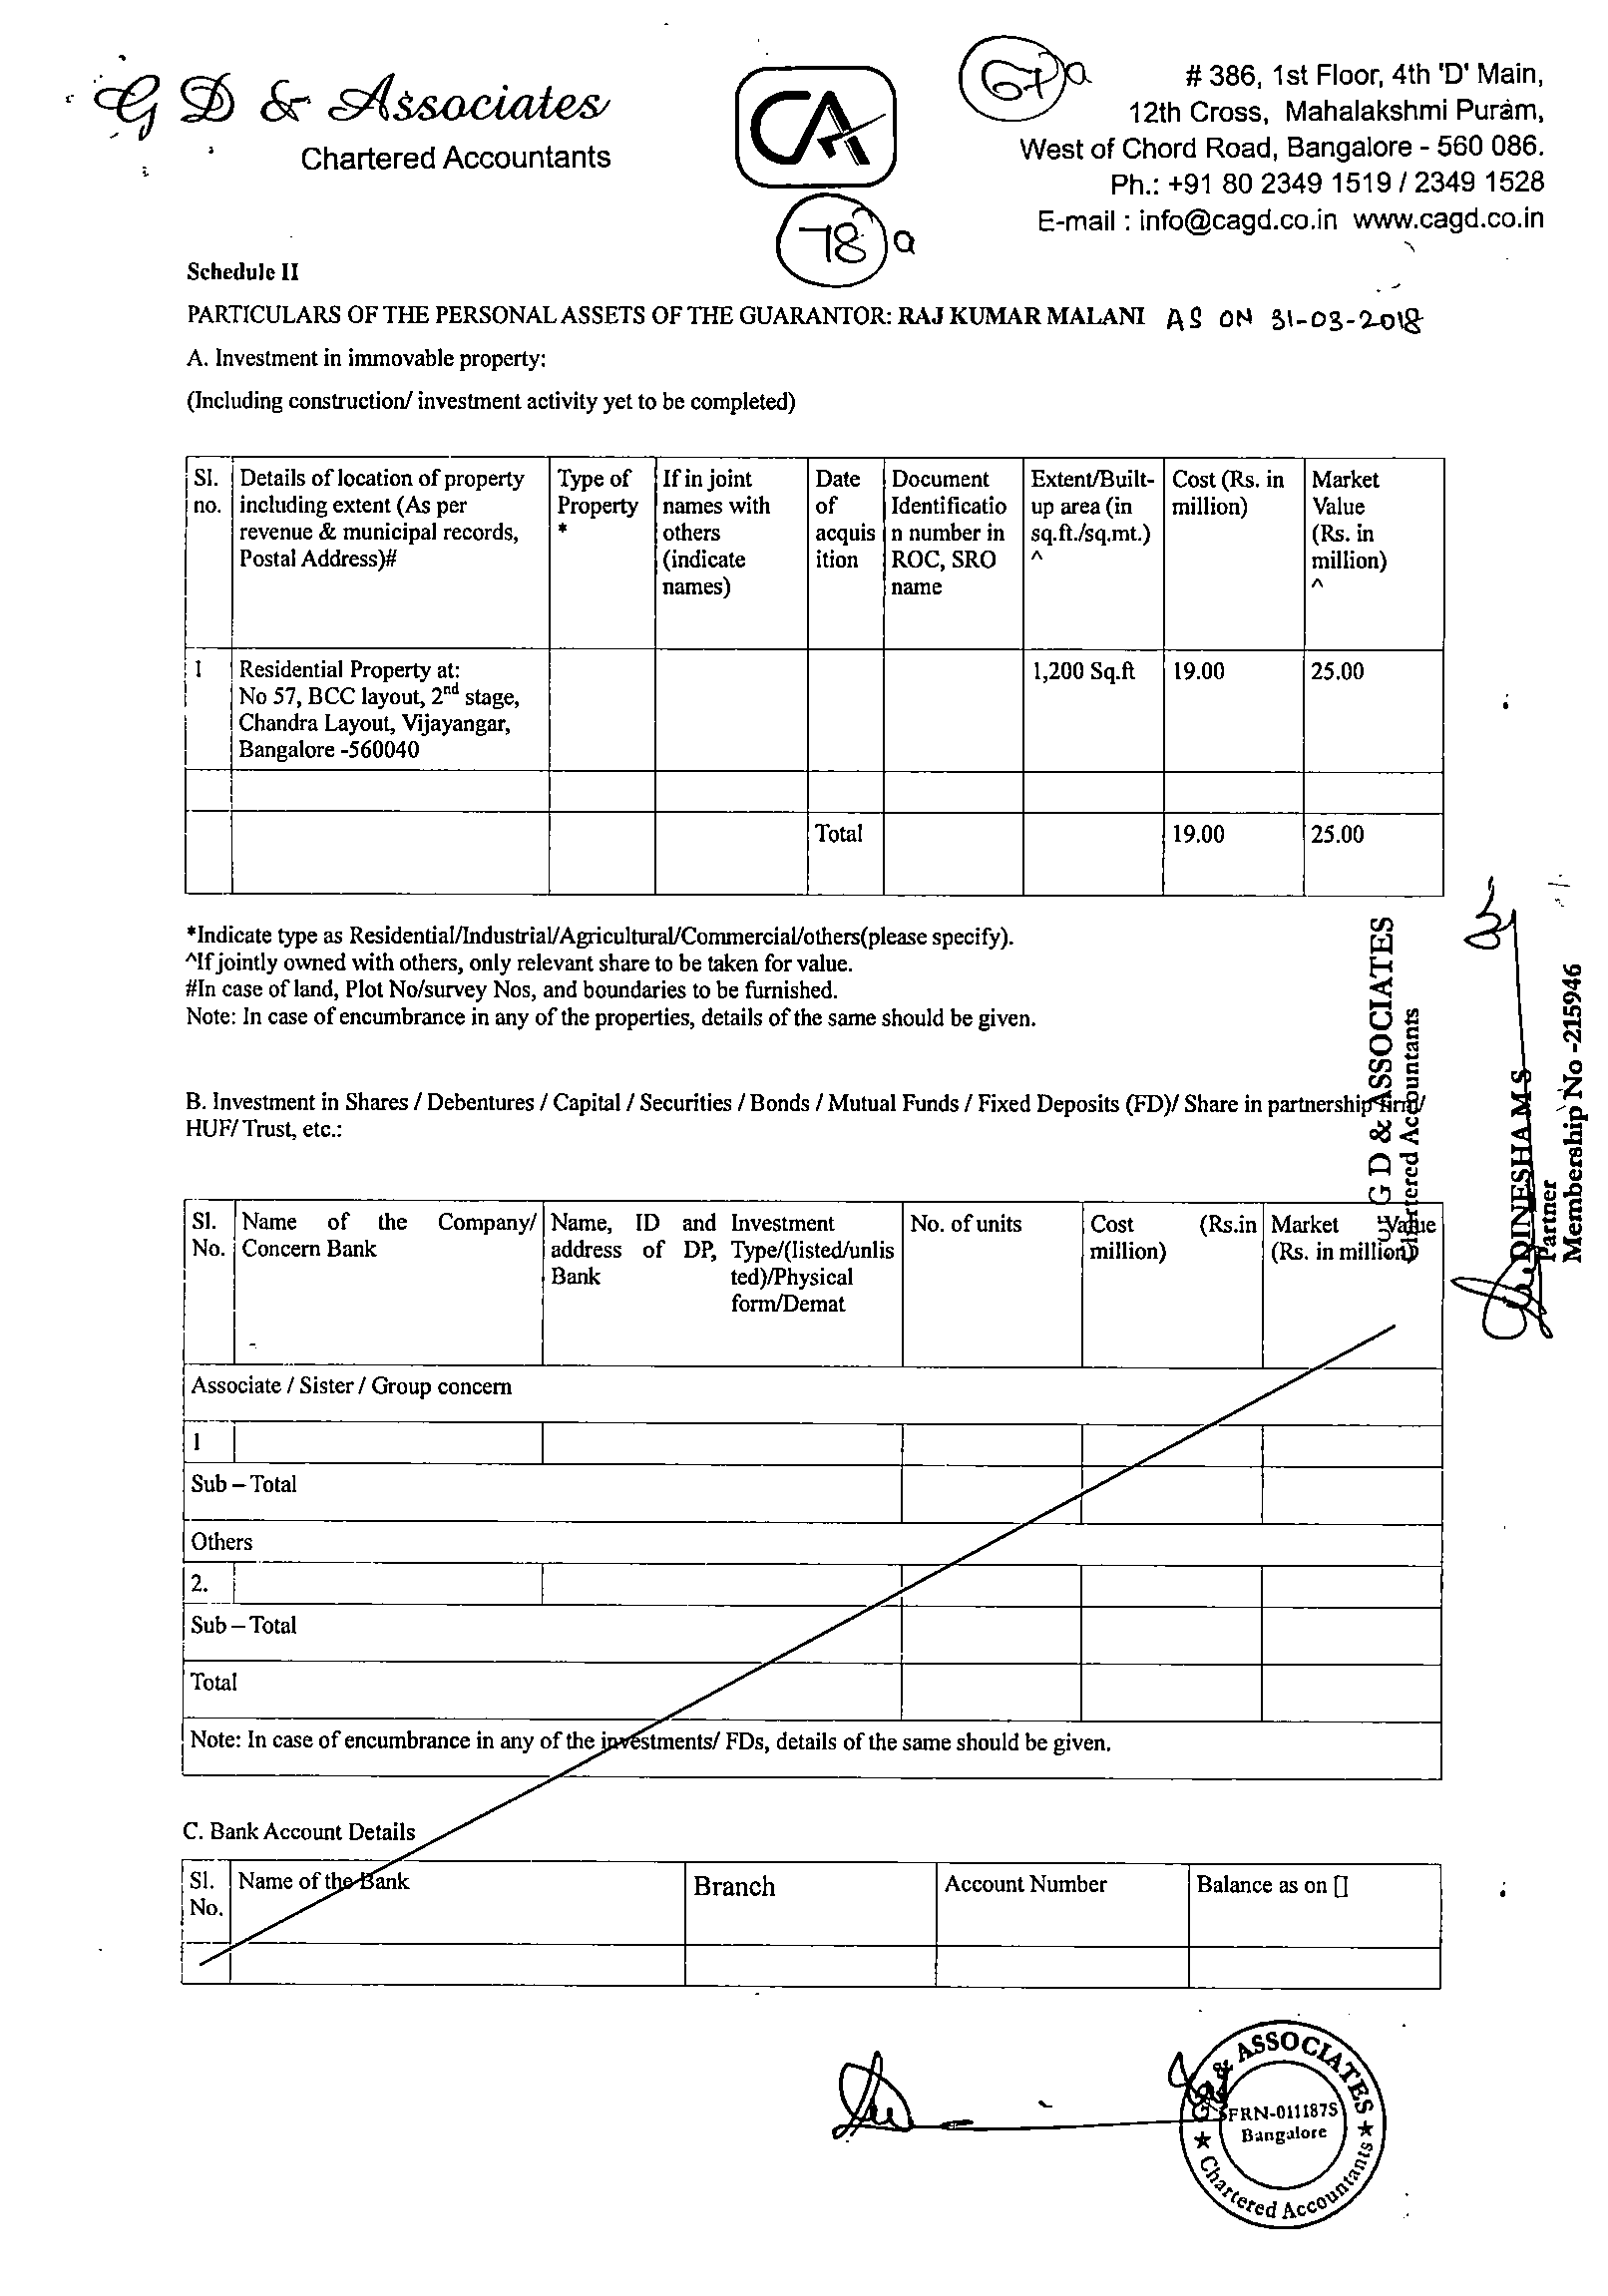 G D & Associates
Chartered Accountants
CA
67 a
# 386, 1st Floor, 4th 'D' Main,
12th Cross, Mahalakshmi Puram,
West of Chord Road, Bangalore - 560 086.
Ph.: +91 80 2349 1519 / 2349 1528
E-mail : info@cagd.co.in www.cagd.co.in
78 a
Schedule II
PARTICULARS OF THE PERSONAL ASSETS OF THE GUARANTOR: RAJ KUMAR MALANI AS ON 31-03-2018
A. Investment in immovable property:
(Including construction/ investment activity yet to be completed)
Sl. no. | Details of location of property including extent (As per revenue & municipal records, Postal Address)# | Type of Property * | If in joint names with others (indicate names) | Date of acquisition | Document Identification number in ROC, SRO name | Extent/Built-up area (in sq.ft./sq.mt.) ^ | Cost (Rs. in million) | Market Value (Rs. in million) ^
1 | Residential Property at: No 57, BCC layout, 2nd stage, Chandra Layout, Vijayangar, Bangalore -560040 | 1,200 Sq.ft | 19.00 | 25.00
Total | 19.00 | 25.00
*Indicate type as Residential/Industrial/Agricultural/Commercial/others(please specify).
^If jointly owned with others, only relevant share to be taken for value.
#In case of land, Plot No/survey Nos, and boundaries to be furnished.
Note: In case of encumbrance in any of the properties, details of the same should be given.
B. Investment in Shares / Debentures / Capital / Securities / Bonds / Mutual Funds / Fixed Deposits (FD)/ Share in partnership firm/
HUF/ Trust, etc.:
Sl. No. | Name of the Company/ Concern Bank | Name, ID and address of DP, Bank | Investment Type/(listed/unlisted)/Physical form/Demat | No. of units | Cost (Rs.in million) | Market Value (Rs. in million)
Associate / Sister / Group concern
1
Sub – Total
Others
2.
Sub – Total
Total
Note: In case of encumbrance in any of the investments/ FDs, details of the same should be given.
C. Bank Account Details
Sl. No. | Name of the Bank | Branch | Account Number | Balance as on []
G D & ASSOCIATES
Chartered Accountants
DINESHA M S
Partner
Membership No -215946
G D & ASSOCIATES
FRN-011187S
Bangalore
★ Chartered Accountants ★